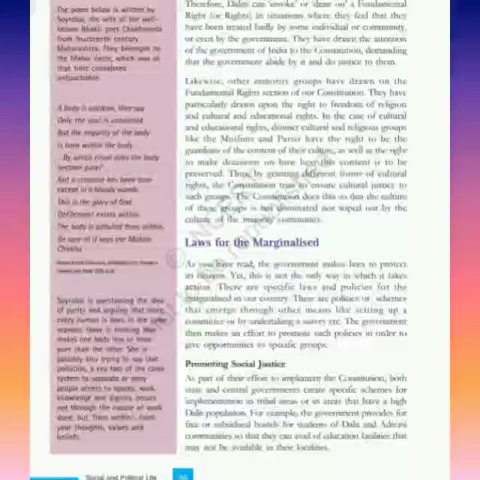 The poem below is written by
Soyrabai, the wife of the well-
known Bhakti poet Chokhamela
from fourteenth century
Maharashtra. They belonged to
the Mahar caste, which was at
that time considered
untouchable.
A body is unclean, they say
Only the soul is untainted
But the impurity of the body
Is born within the body
.. By which ritual does the body
become pure?
Not a creature has been born
except in a bloody womb.
This is the glory of God
Defilement exists within.
The body is polluted from within,
Be sure of it says the Mahari
Chokha
Soyrabai is questioning the idea
of purity and arguing that since
every human is born in the same
manner, there is nothing that
makes one body less or more
pure than the other. She is
possibly also trying to say that
pollution, a key tool of the caste
system to separate or deny
people access to spaces, work,
knowledge and dignity, occurs
not through the nature of work
done, but 'from within' - from
your thoughts, values and
beliefs.
Therefore, Dalits can 'invoke' or 'draw on' a Fundamental
Right (or Rights) in situations where they feel that they
have been treated badly by some individual or community,
or even by the government. They have drawn the attention
of the government of India to the Constitution, demanding
that the government abide by it and do justice to them.
Likewise, other minority groups have drawn on the
Fundamental Rights section of our Constitution. They have
particularly drawn upon the right to freedom of religion
and cultural and educational rights. In the case of cultural
and educational rights, distinct cultural and religious groups
like the Muslims and Parsis have the right to be the
guardians of the content of their culture, as well as the right
to make decisions on how best this content is to be
preserved. Thus, by granting different forms of cultural
rights, the Constitution tries to ensure cultural justice to
such groups. The Constitution does this so that the culture
of these groups is not dominated nor wiped out by the
culture of the majority community.
Laws for the Marginalised
As you have read, the government makes laws to protect
its citizens. Yet, this is not the only way in which it takes
action. There are specific laws and policies for the
marginalised in our country. There are policies or schemes
that emerge through other means like setting up a
committee or by undertaking a survey etc. The government
then makes an effort to promote such policies in order to
give opportunities to specific groups.
Promoting Social Justice
As part of their effort to implement the Constitution, both
state and central governments create specific schemes for
implementation in tribal areas or in areas that have a high
Dalit population. For example, the government provides for
free or subsidised hostels for students of Dalit and Adivasi
communities so that they can avail of education facilities that
may not be available in their localities.
Social and Political Life